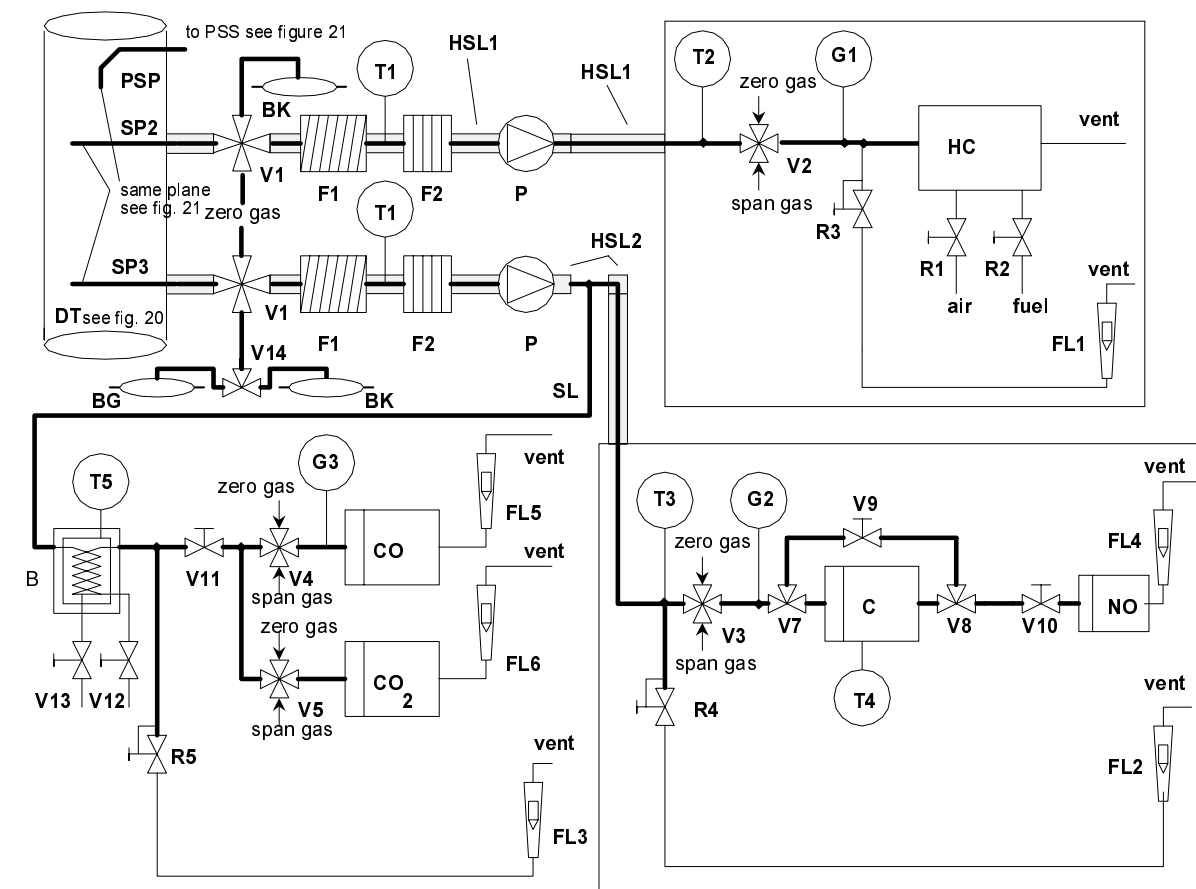 to PSS see figure 21
PSP
BK
T1
HSL1
HSL1
T2
zero gas
G1
vent
SP2
V1
F1
F2
P
V2
span gas
HC
same plane
see fig. 21
zero gas
T1
R3
R1
R2
air
fuel
vent
FL1
SP3
HSL2
DT see fig. 20
V1
F1
F2
P
V14
BG
BK
SL
T5
zero gas
G3
vent
FL5
B
V11
V4
CO
span gas
vent
zero gas
FL6
V13
V12
V5
CO2
span gas
R5
vent
FL3
T3
G2
V9
vent
FL4
zero gas
V3
V7
C
V8
V10
NO
span gas
R4
T4
vent
FL2